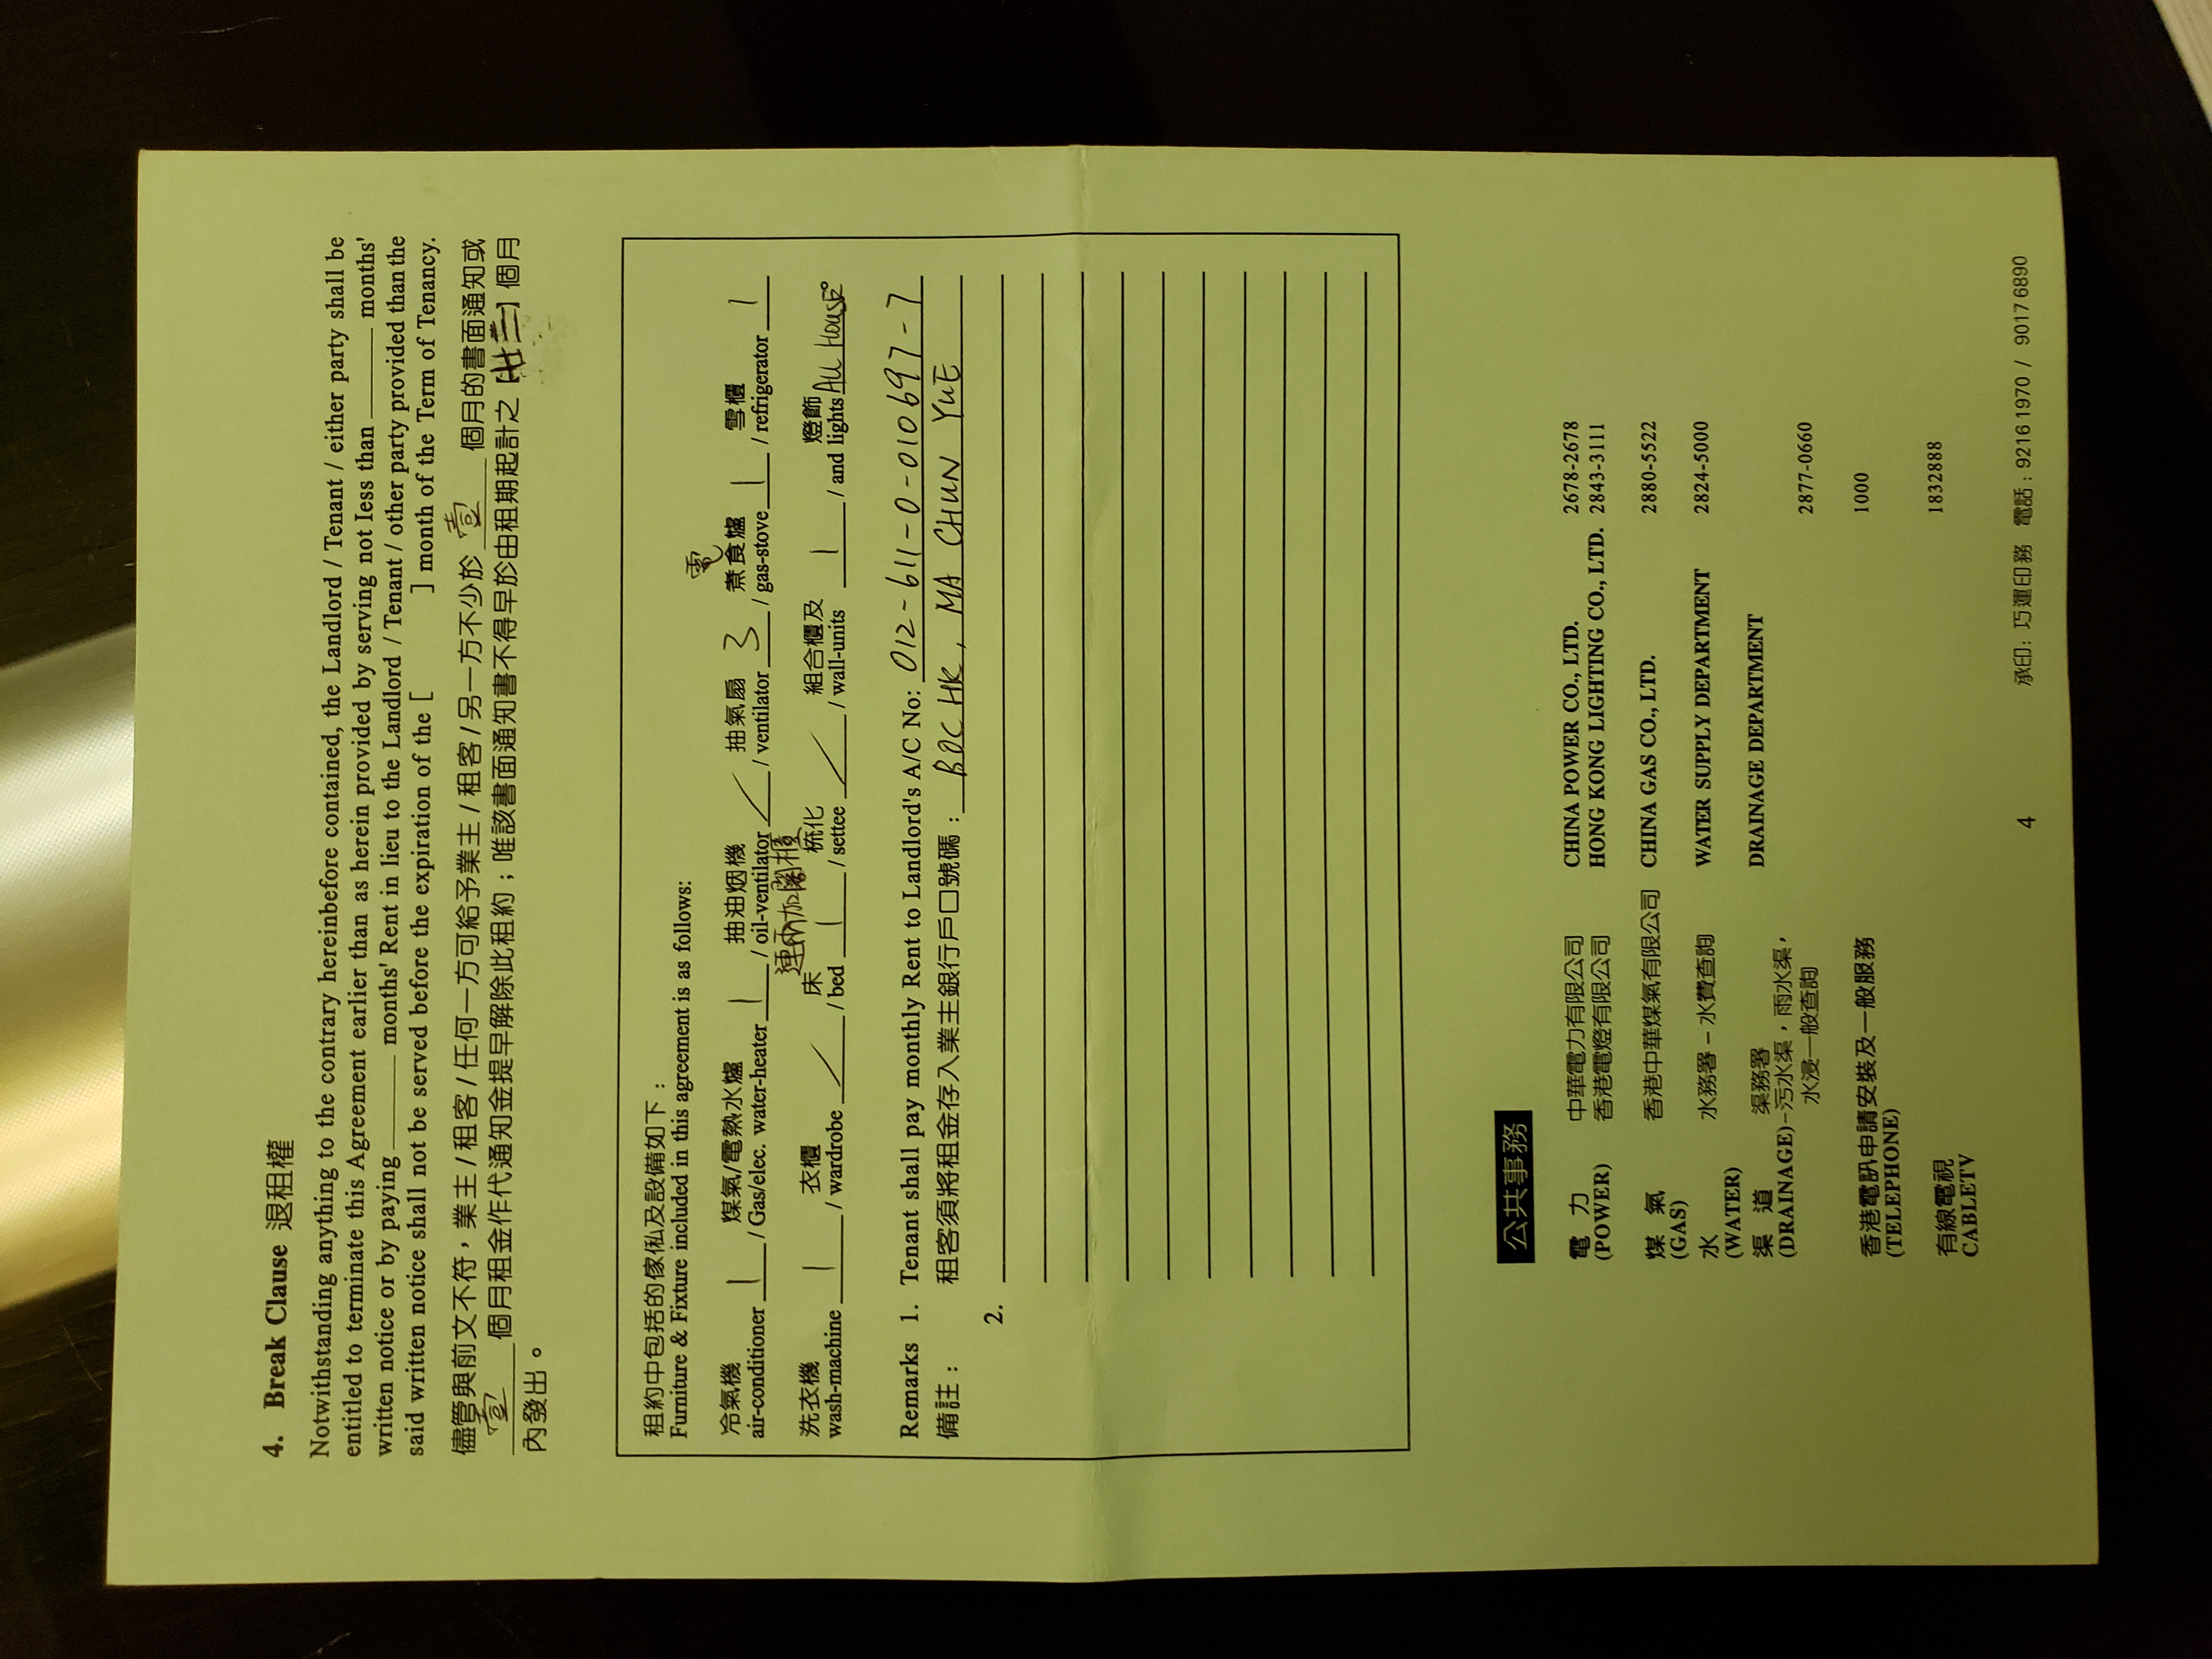 4. Break Clause 退租權
Notwithstanding anything to the contrary hereinbefore contained, the Landlord / Tenant / either party shall be
entitled to terminate this Agreement earlier than as herein provided by serving not less than ______ months'
written notice or by paying ______ months' Rent in lieu to the Landlord / Tenant / other party provided than the
said written notice shall not be served before the expiration of the [ ] month of the Term of Tenancy.
儘管與前文不符，業主 / 租客 / 任何一方可給予業主 / 租客 / 另一方不少於 壹 個月的書面通知或
壹 個月租金作代通知金提早解除此租約；唯該書面通知書不得早於由租期起計之 [ ] 個月
內發出。
租約中包括的傢俬及設備如下：
Furniture & Fixture included in this agreement is as follows:
電
冷氣機 煤氣/電熱水爐 抽油烟機 抽氣扇 煮食爐 雪櫃
air-conditioner 1 / Gas/elec. water-heater 1 / oil-ventilator / ventilator 3 / gas-stove 1 / refrigerator 1
洗衣機 衣櫃 床 梳化 組合櫃及 燈飾
wash-machine 1 / wardrobe / bed 1 / settee / wall-units 1 / and lights ALL HOUSE
Remarks 1. Tenant shall pay monthly Rent to Landlord's A/C No: 012-611-0-010697-7
備註： 租客須將租金存入業主銀行戶口號碼： BOC HK, MA CHUN YUE
2.
公共事務
電力 中華電力有限公司 CHINA POWER CO., LTD. 2678-2678
(POWER) 香港電燈有限公司 HONG KONG LIGHTING CO., LTD. 2843-3111
煤氣 香港中華煤氣有限公司 CHINA GAS CO., LTD. 2880-5522
(GAS)
水 水務署－水費查詢 WATER SUPPLY DEPARTMENT 2824-5000
(WATER)
渠道 渠務署 DRAINAGE DEPARTMENT
(DRAINAGE)－污水渠，雨水渠，
水浸一般查詢 2877-0660
香港電訊申請安裝及一般服務 1000
(TELEPHONE)
有線電視 1832888
CABLETV
4
承印: 巧運印務 電話 : 9216 1970 / 9017 6890